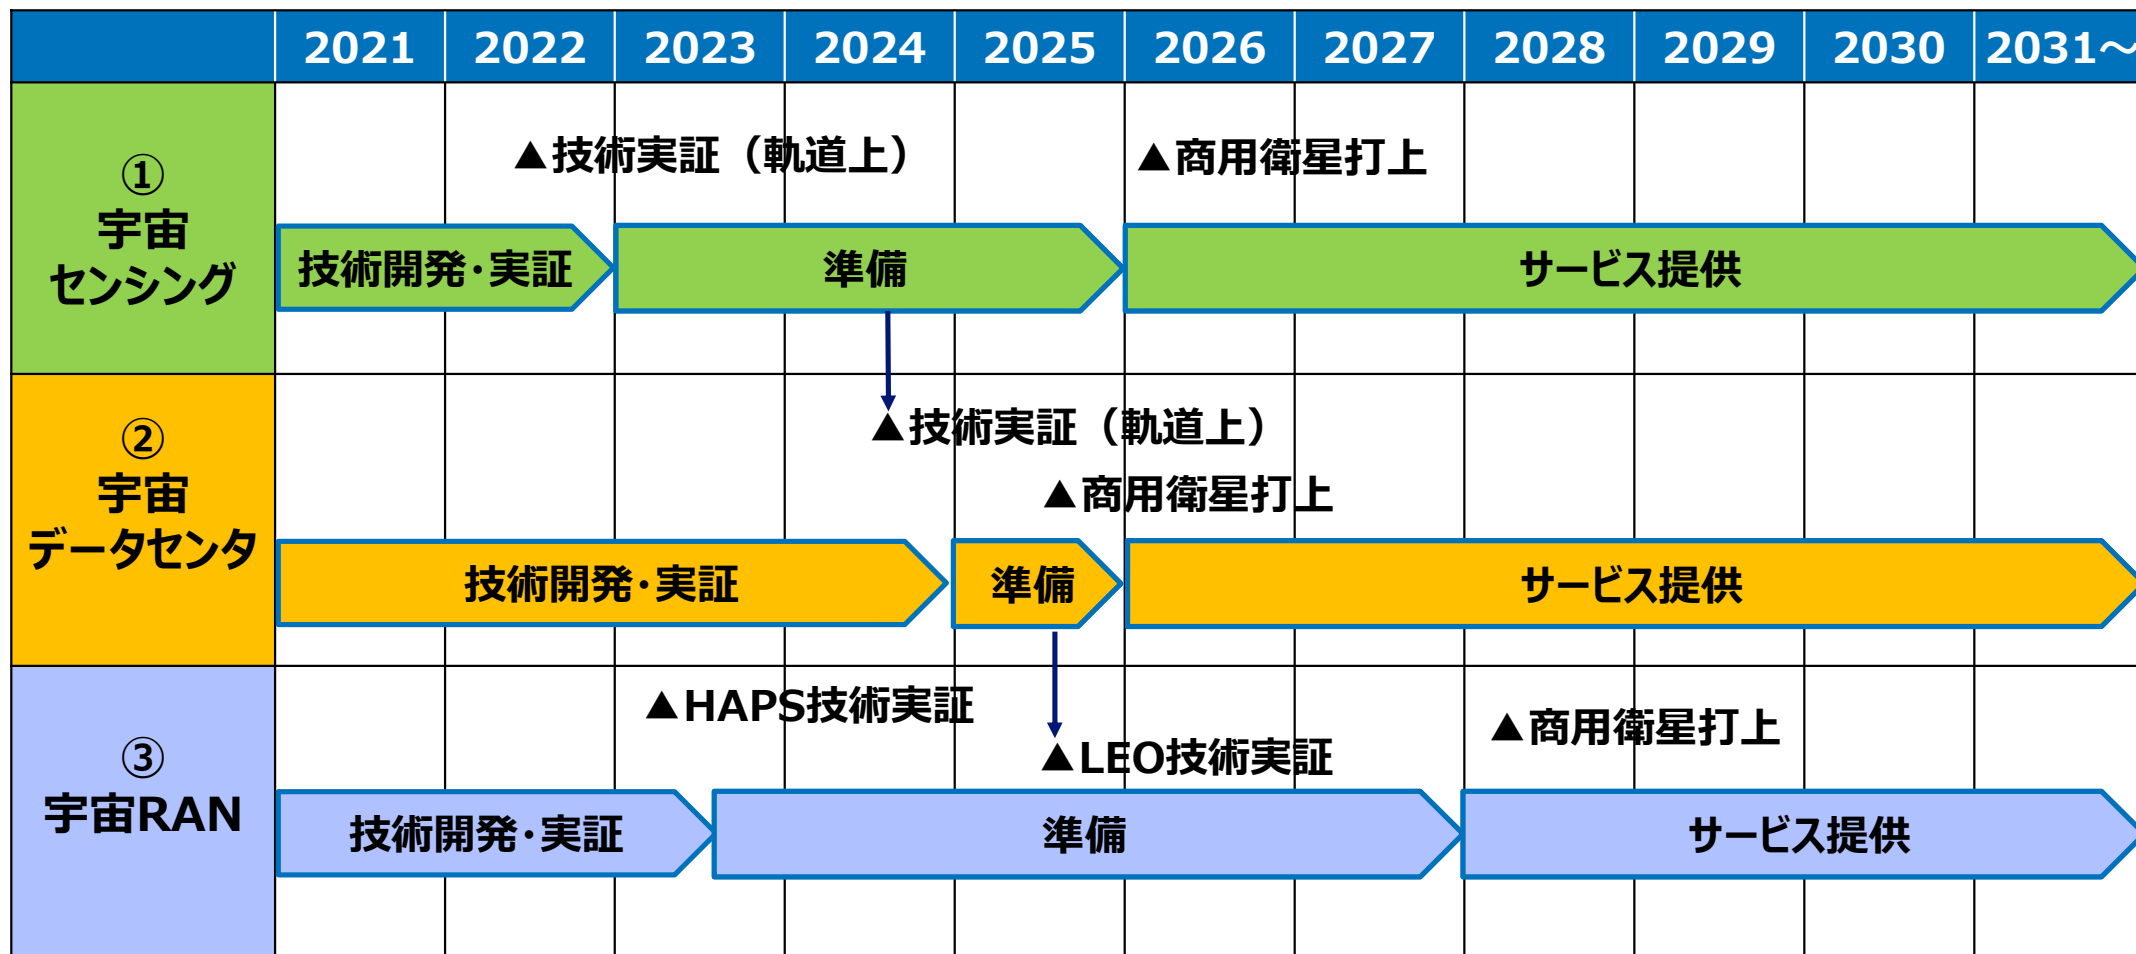 2021 2022 2023 2024 2025 2026 2027 2028 2029 2030 2031～
①
宇宙
センシング
▲技術実証（軌道上）
▲商用衛星打上
技術開発･実証
準備
サービス提供
②
宇宙
データセンタ
▲技術実証（軌道上）
▲商用衛星打上
技術開発･実証
準備
サービス提供
③
宇宙RAN
▲HAPS技術実証
▲LEO技術実証
▲商用衛星打上
技術開発･実証
準備
サービス提供